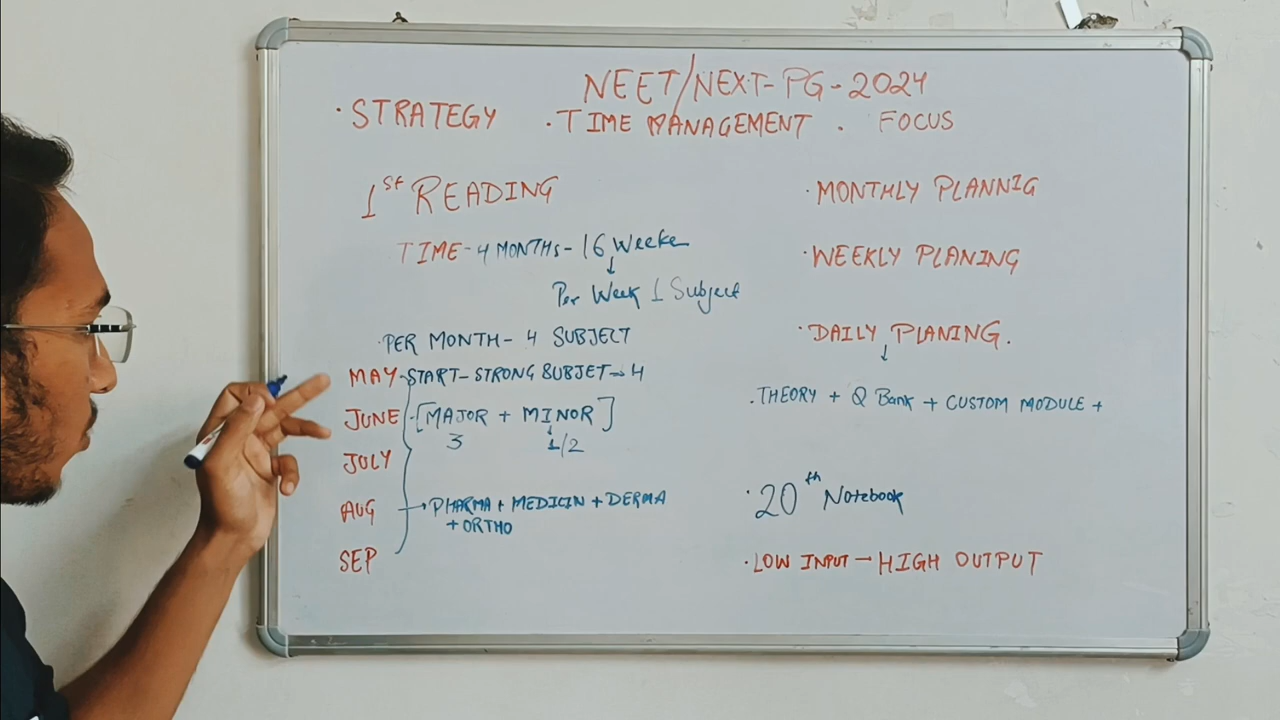 NEET/NEXT-PG-2024
·STRATEGY ·TIME MANAGEMENT . FOCUS
1st READING
TIME-4 MONTHS-16 Weeks
↓
Per Week 1 Subject
·PER MONTH-4 SUBJECT
MAY-START-STRONG SUBJET→4
JUNE·[MAJOR + MINOR]
3 ↓ 1/2
JULY
AUG →PHARMA+MEDICIN+DERMA
+ORTHO
SEP
·MONTHLY PLANNIG
·WEEKLY PLANING
·DAILY PLANING.
↓
.THEORY + Q Bank + CUSTOM MODULE +
·20th Notebook
·LOW INPUT→HIGH OUTPUT